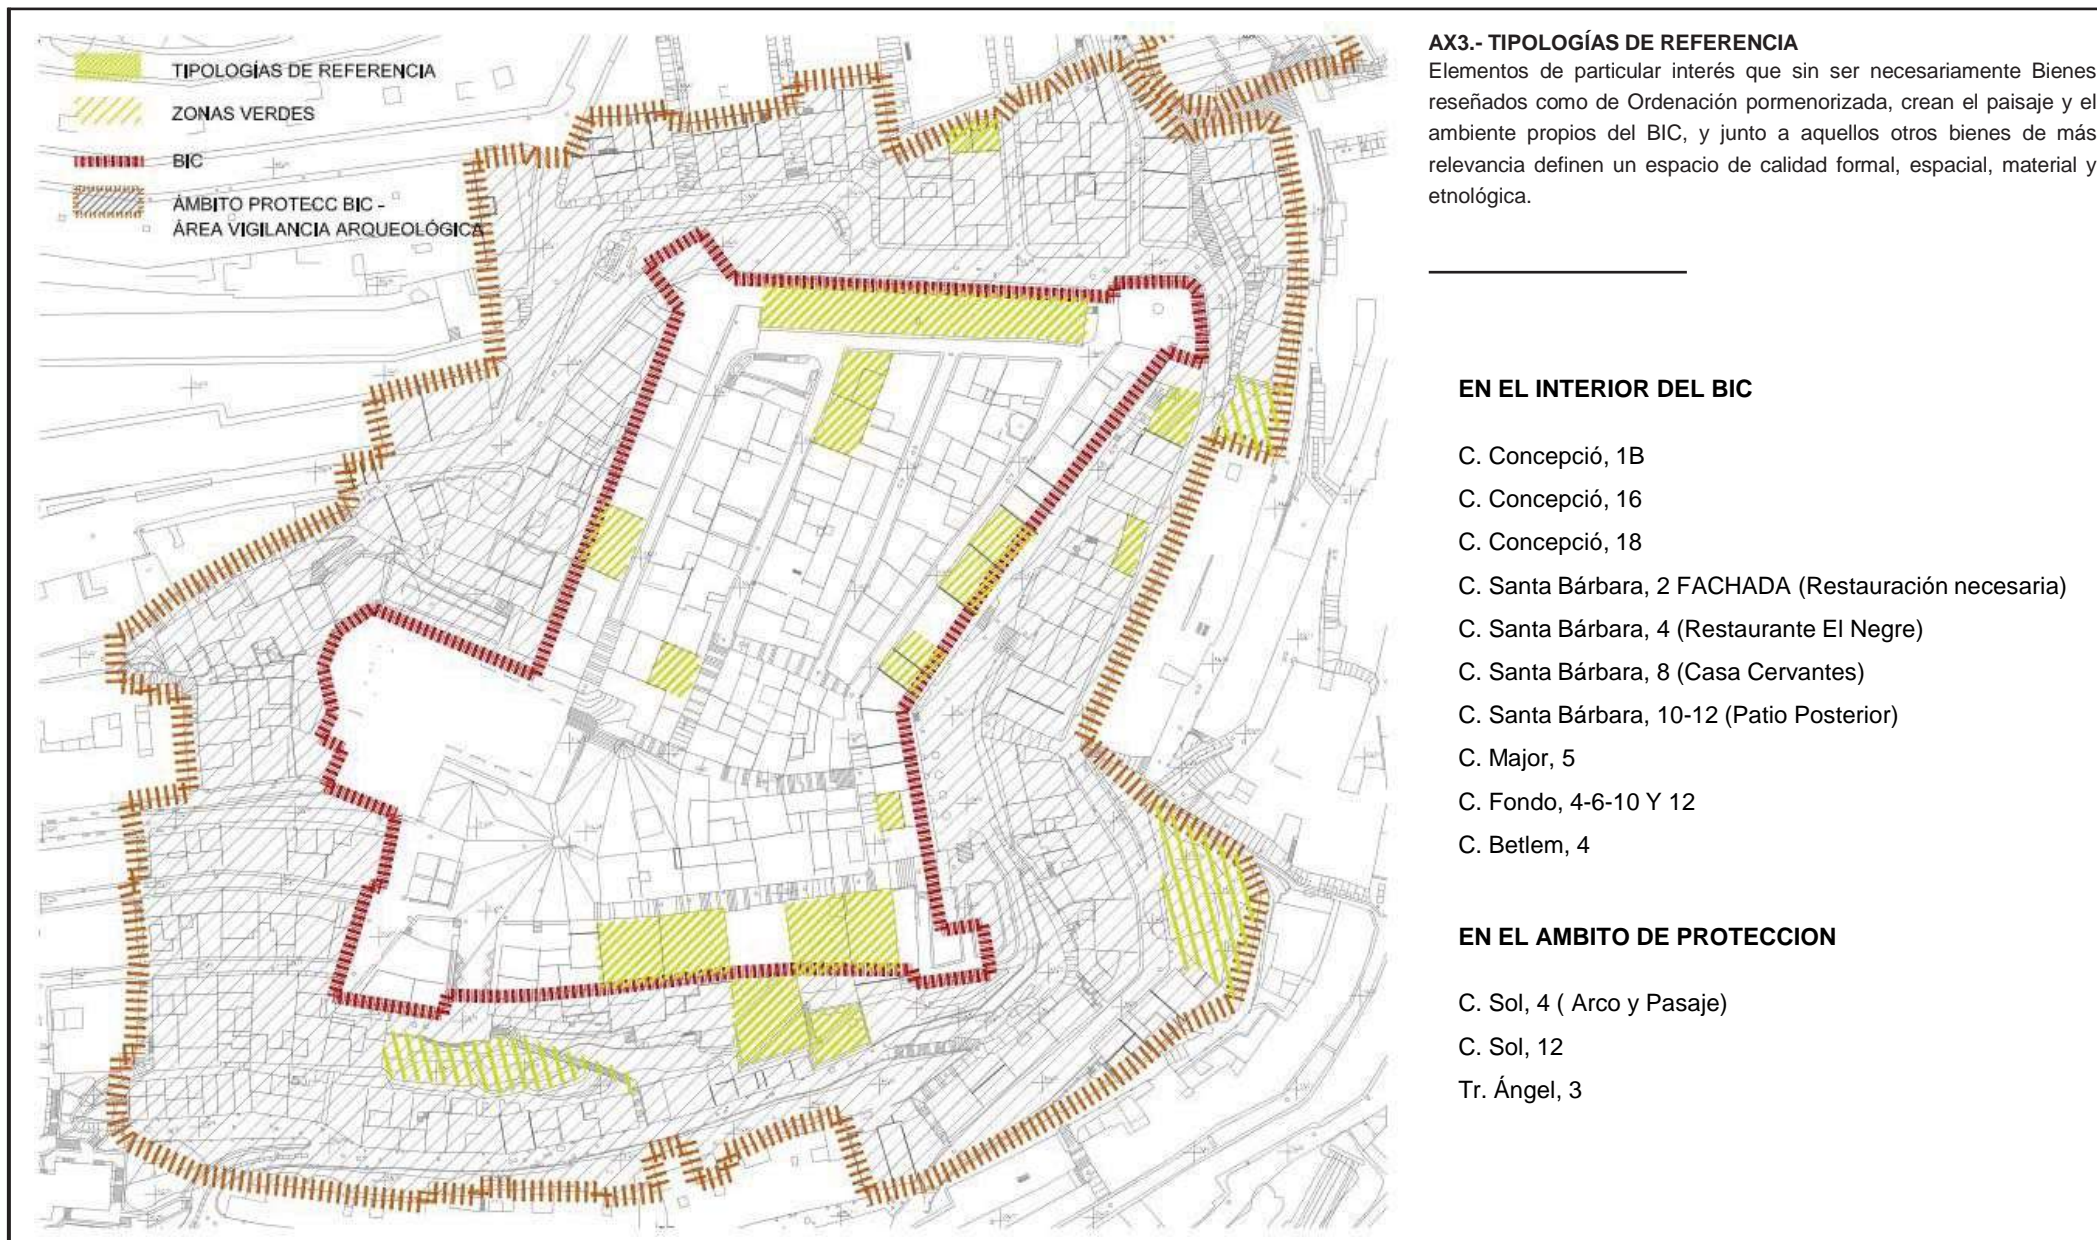 TIPOLOGÍAS DE REFERENCIA
ZONAS VERDES
BIC
ÁMBITO PROTECC BIC -
ÁREA VIGILANCIA ARQUEOLÓGICA
AX3.- TIPOLOGÍAS DE REFERENCIA
Elementos de particular interés que sin ser necesariamente Bienes
reseñados como de Ordenación pormenorizada, crean el paisaje y el
ambiente propios del BIC, y junto a aquellos otros bienes de más
relevancia definen un espacio de calidad formal, espacial, material y
etnológica.
EN EL INTERIOR DEL BIC
C. Concepció, 1B
C. Concepció, 16
C. Concepció, 18
C. Santa Bárbara, 2 FACHADA (Restauración necesaria)
C. Santa Bárbara, 4 (Restaurante El Negre)
C. Santa Bárbara, 8 (Casa Cervantes)
C. Santa Bárbara, 10-12 (Patio Posterior)
C. Major, 5
C. Fondo, 4-6-10 Y 12
C. Betlem, 4
EN EL AMBITO DE PROTECCION
C. Sol, 4 ( Arco y Pasaje)
C. Sol, 12
Tr. Ángel, 3